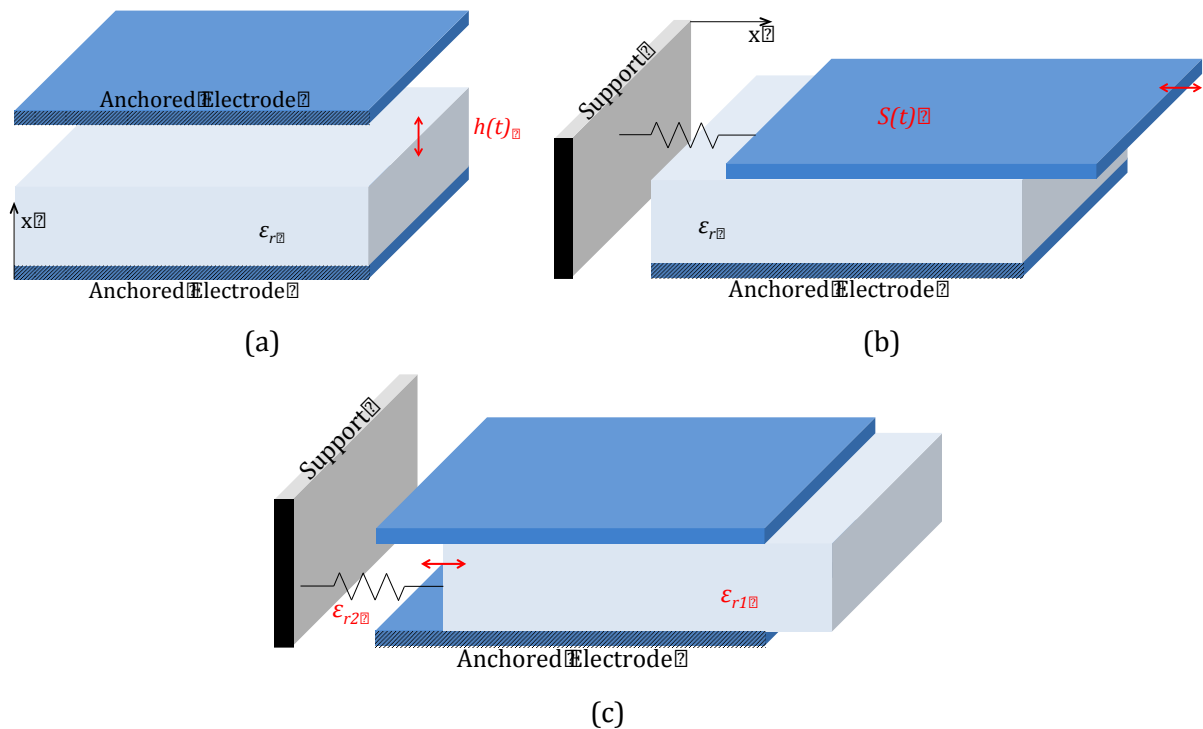 Anchored Electrode
h(t)
x
εr
Anchored Electrode
(a)
Support
x
S(t)
εr
Anchored Electrode
(b)
Support
εr2
εr1
Anchored Electrode
(c)